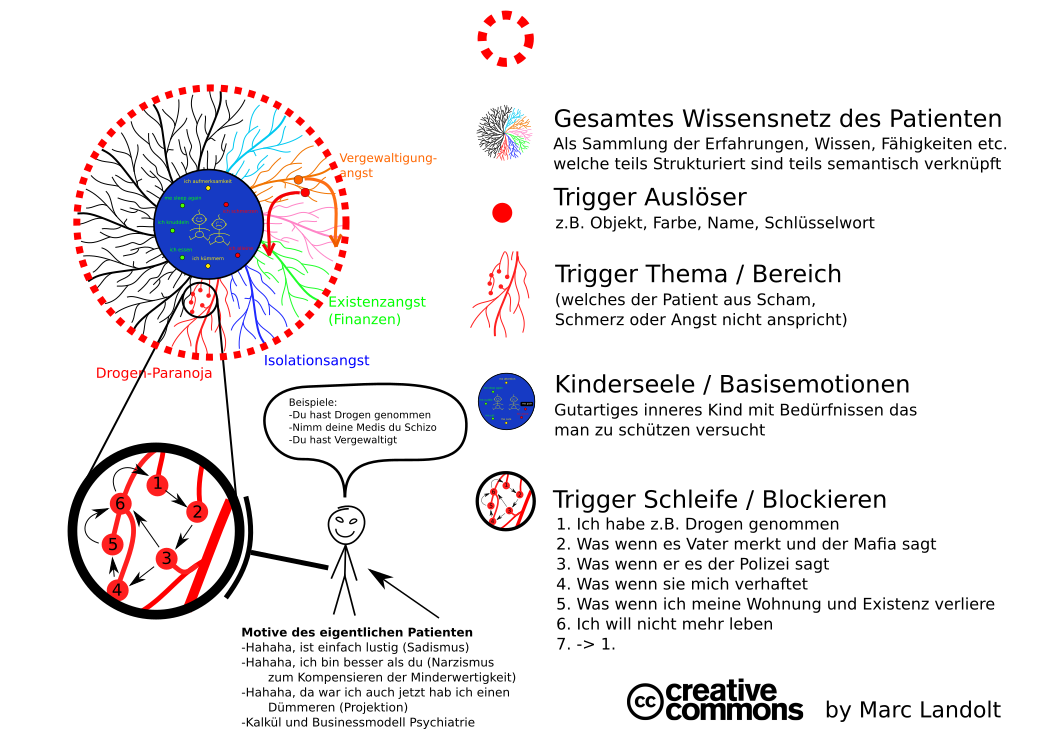 Gesamtes Wissensnetz des Patienten
Als Sammlung der Erfahrungen, Wissen, Fähigkeiten etc.
welche teils Strukturiert sind teils semantisch verknüpft
Trigger Auslöser
z.B. Objekt, Farbe, Name, Schlüsselwort
Trigger Thema / Bereich
(welches der Patient aus Scham,
Schmerz oder Angst nicht anspricht)
Kinderseele / Basisemotionen
Gutartiges inneres Kind mit Bedürfnissen das
man zu schützen versucht
Trigger Schleife / Blockieren
1. Ich habe z.B. Drogen genommen
2. Was wenn es Vater merkt und der Mafia sagt
3. Was wenn er es der Polizei sagt
4. Was wenn sie mich verhaftet
5. Was wenn ich meine Wohnung und Existenz verliere
6. Ich will nicht mehr leben
7. -> 1.
Vergewaltigung-
angst
ich aufmerksamkeit
me sleep again
ich knuddeln
ich essen
ich kümmern
Existenzangst
(Finanzen)
Isolationsangst
Drogen-Paranoja
Beispiele:
-Du hast Drogen genommen
-Nimm deine Medis du Schizo
-Du hast Vergewaltigt
1
2
3
4
5
6
Motive des eigentlichen Patienten
-Hahaha, ist einfach lustig (Sadismus)
-Hahaha, ich bin besser als du (Narzismus
zum Kompensieren der Minderwertigkeit)
-Hahaha, da war ich auch jetzt hab ich einen
Dümmeren (Projektion)
-Kalkül und Businessmodell Psychiatrie
cc creative
commons
by Marc Landolt